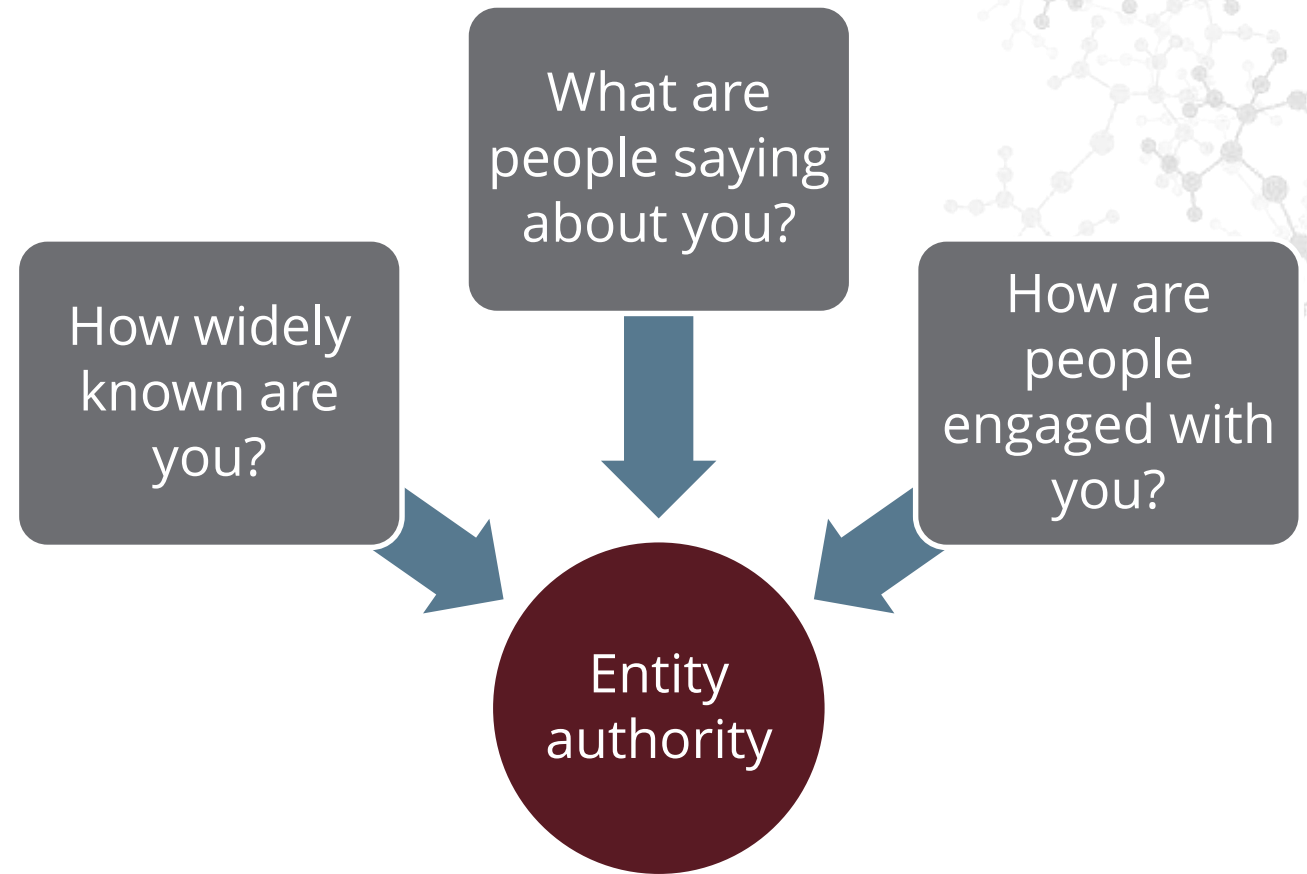 What are
people saying
about you?
How widely
known are
you?
How are
people
engaged with
you?
Entity
authority